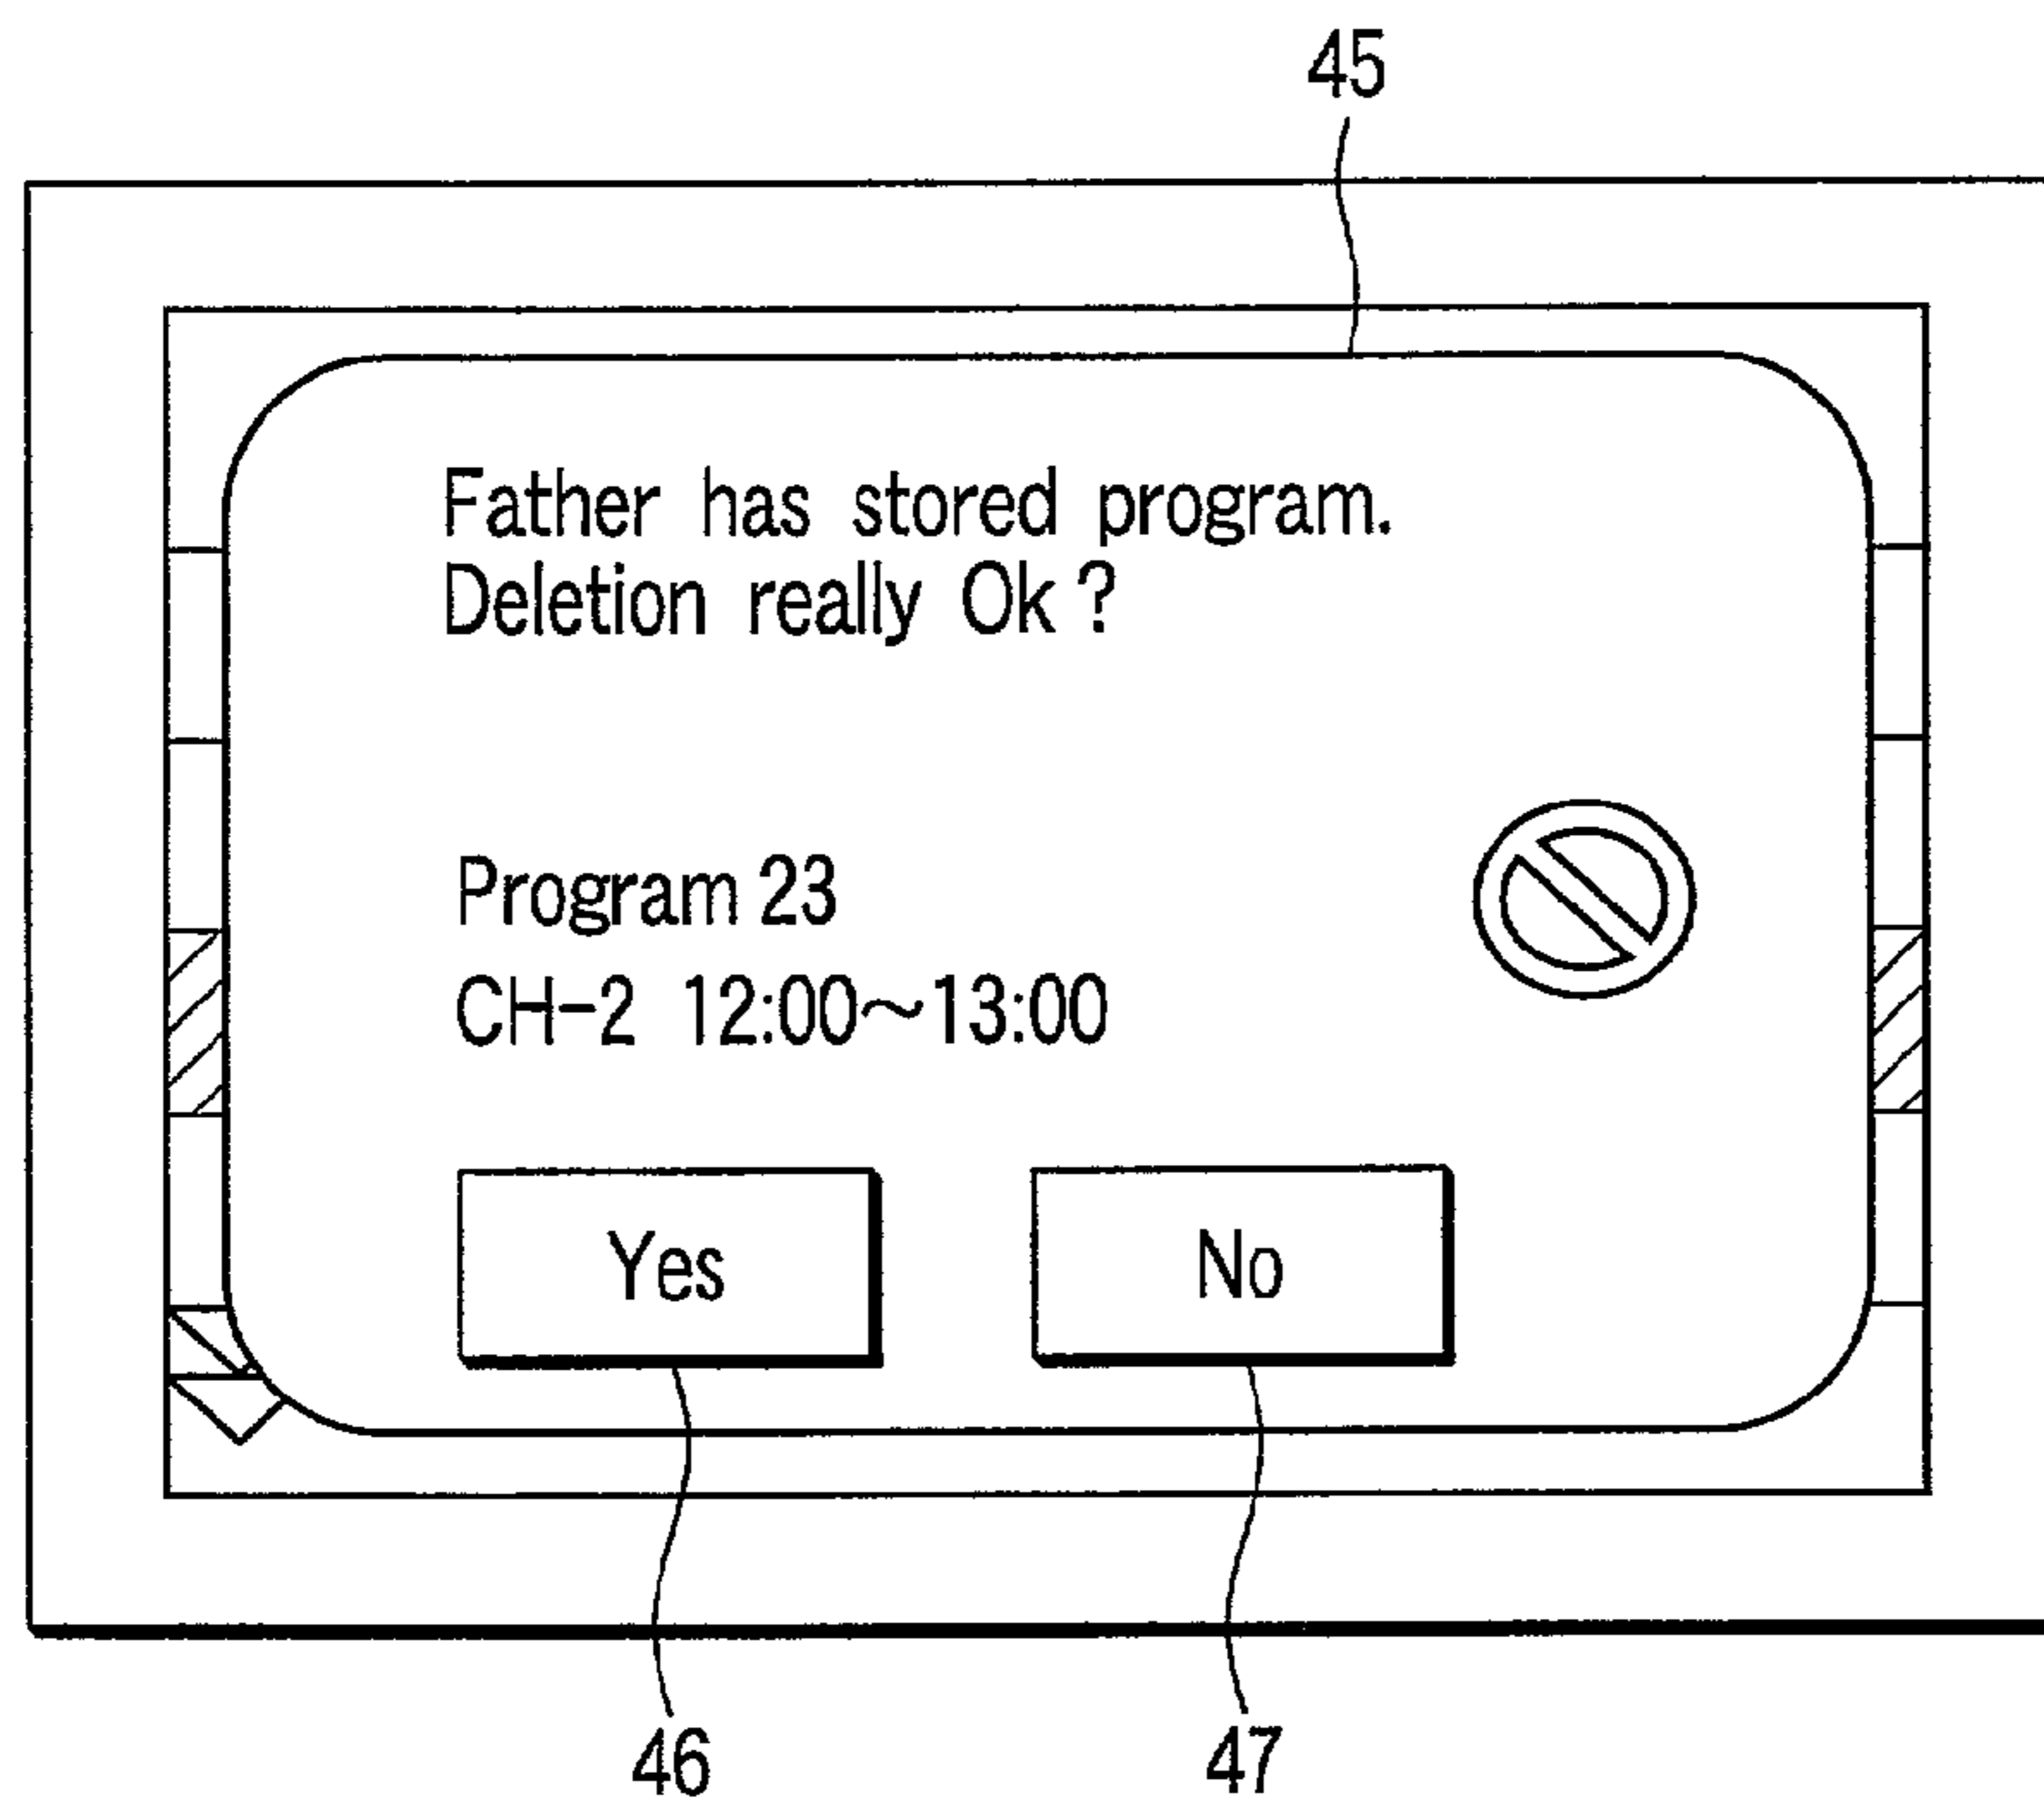 45
Father has stored program.
Deletion really Ok ?
Program 23
CH-2 12:00~13:00
Yes
No
46
47